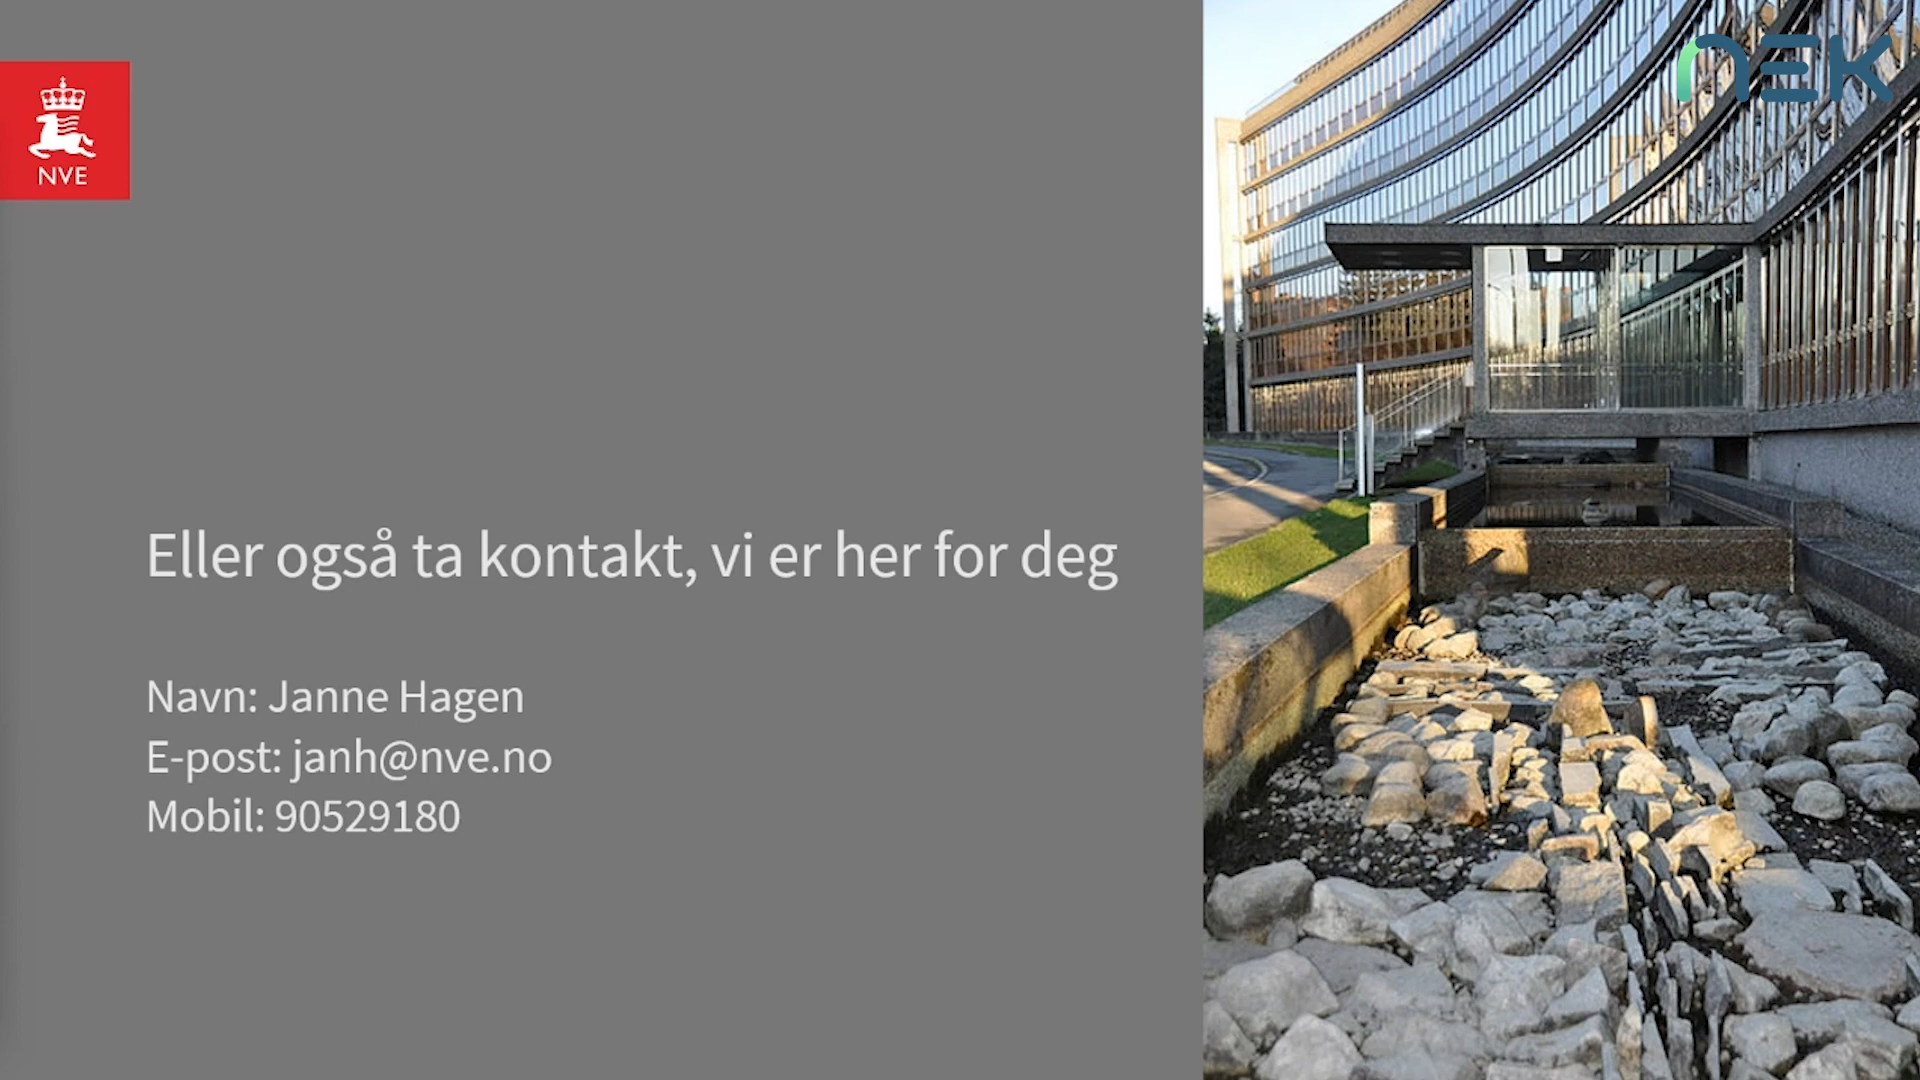 NVE
NEK
Eller også ta kontakt, vi er her for deg
Navn: Janne Hagen
E-post: janh@nve.no
Mobil: 90529180